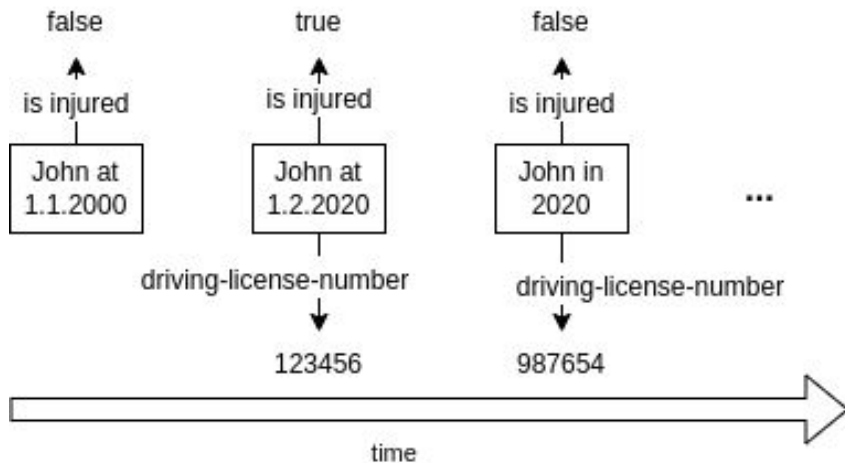 false true false
is injured is injured is injured
John at John at John in
1.1.2000 1.2.2020 2020 ...
driving-license-number driving-license-number
123456 987654
time